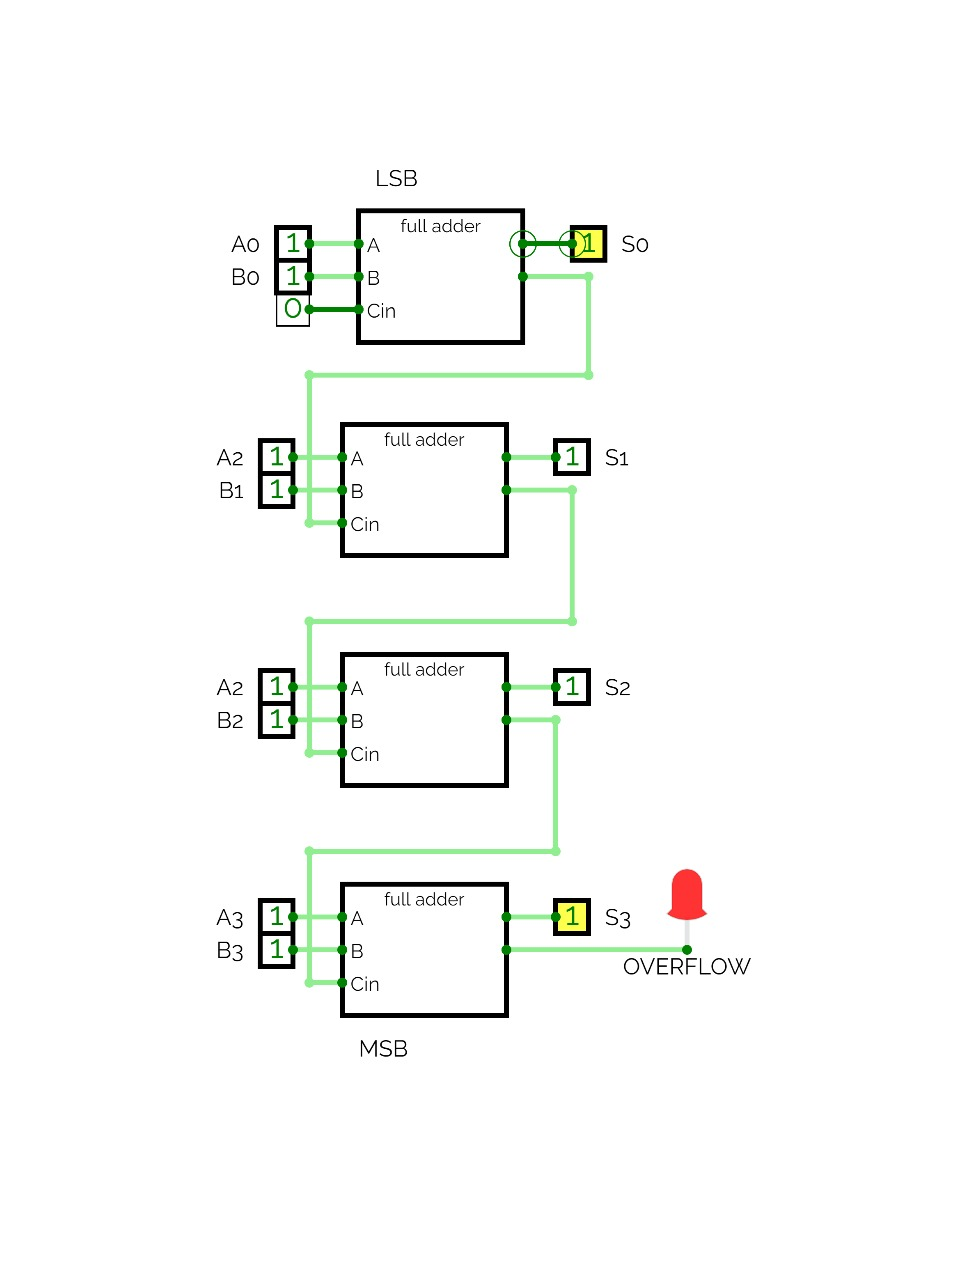 LSB
full adder
A0 1 A 1 S0
B0 1 B
0 Cin
full adder
A2 1 A 1 S1
B1 1 B
Cin
full adder
A2 1 A 1 S2
B2 1 B
Cin
full adder
A3 1 A 1 S3
B3 1 B
OVERFLOW
Cin
MSB